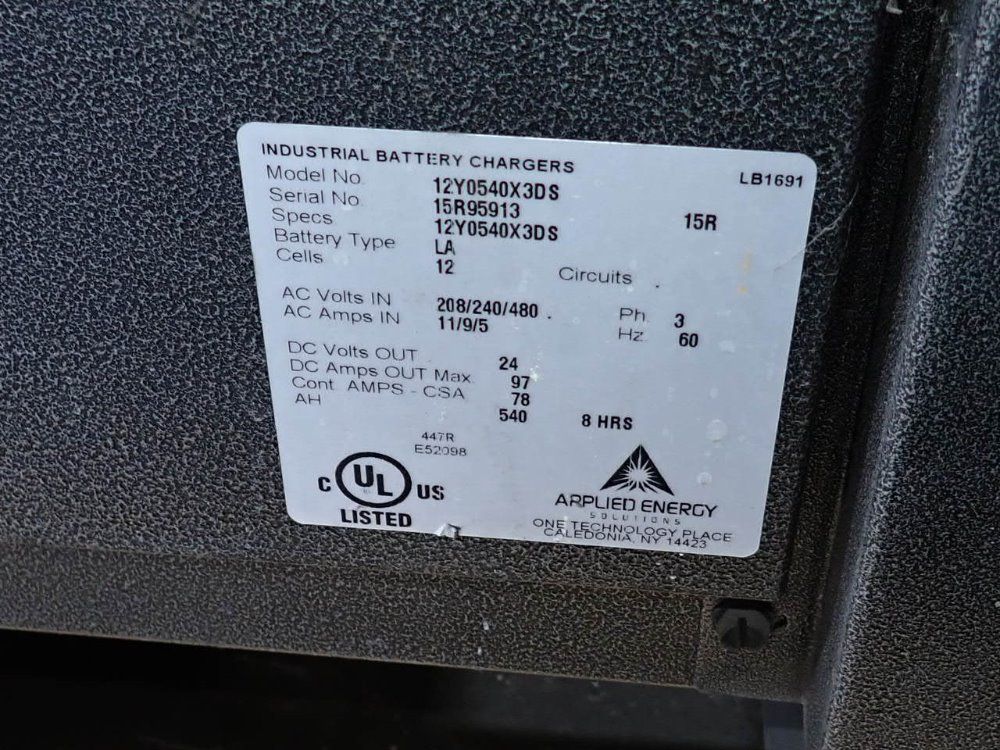 INDUSTRIAL BATTERY CHARGERS
LB1691
Model No. 12Y0540X3DS
Serial No. 15R95913 15R
Specs. 12Y0540X3DS
Battery Type LA
Cells 12 Circuits
AC Volts IN 208/240/480 Ph. 3
AC Amps IN 11/9/5 Hz. 60
DC Volts OUT 24
DC Amps OUT Max. 97
Cont. AMPS - CSA 78
AH 540 8 HRS
447R
E52098
C UL US
LISTED
APPLIED ENERGY
SOLUTIONS
ONE TECHNOLOGY PLACE
CALEDONIA, NY 14423